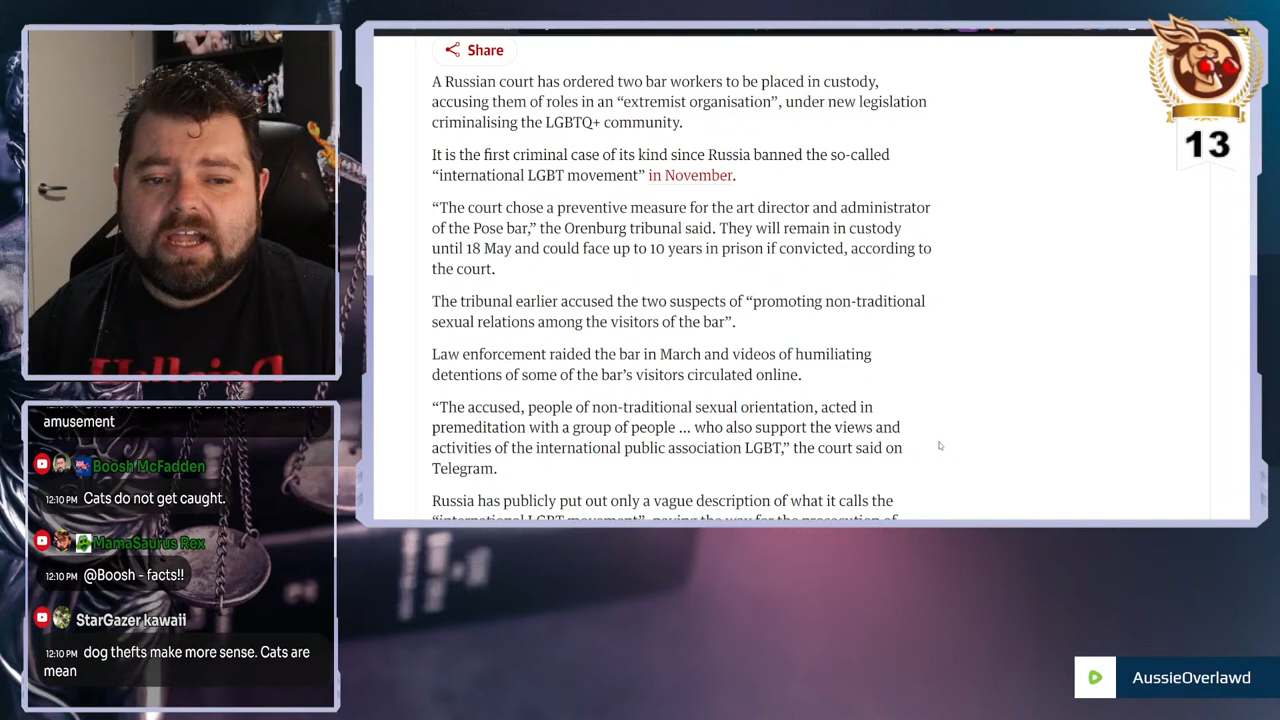 Share
A Russian court has ordered two bar workers to be placed in custody,
accusing them of roles in an “extremist organisation”, under new legislation
criminalising the LGBTQ+ community.
It is the first criminal case of its kind since Russia banned the so-called
“international LGBT movement” in November.
“The court chose a preventive measure for the art director and administrator
of the Pose bar,” the Orenburg tribunal said. They will remain in custody
until 18 May and could face up to 10 years in prison if convicted, according to
the court.
The tribunal earlier accused the two suspects of “promoting non-traditional
sexual relations among the visitors of the bar”.
Law enforcement raided the bar in March and videos of humiliating
detentions of some of the bar’s visitors circulated online.
“The accused, people of non-traditional sexual orientation, acted in
premeditation with a group of people ... who also support the views and
activities of the international public association LGBT,” the court said on
Telegram.
Russia has publicly put out only a vague description of what it calls the
“international LGBT movement”, paving the way for the prosecution of
13
amusement
Boosh McFadden
12:10 PM Cats do not get caught.
MamaSaurus Rex
12:10 PM @Boosh - facts!!
StarGazer kawaii
12:10 PM dog thefts make more sense. Cats are
mean
AussieOverlawd